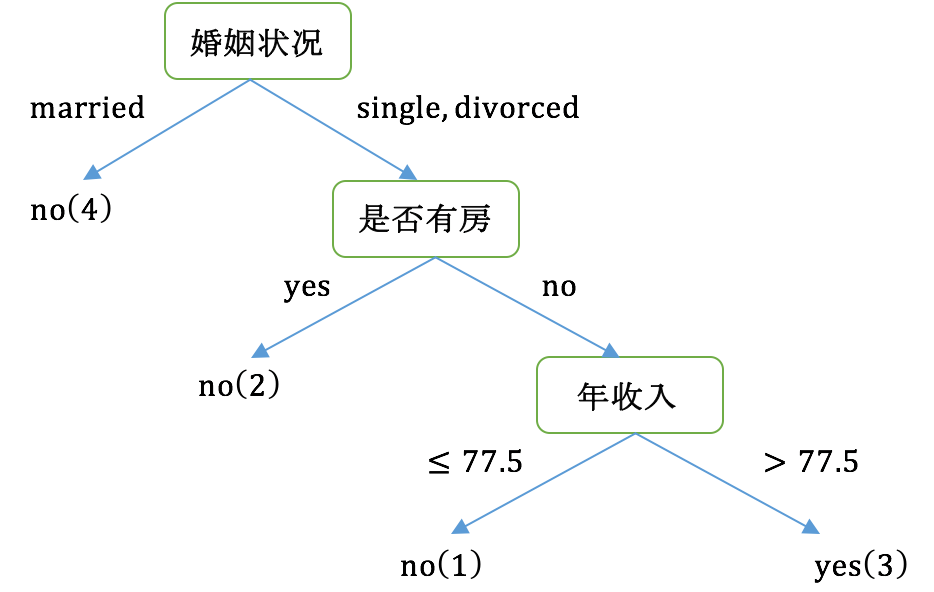 婚姻状况
married
single, divorced
no(4)
是否有房
yes
no
no(2)
年收入
≤ 77.5
> 77.5
no(1)
yes(3)